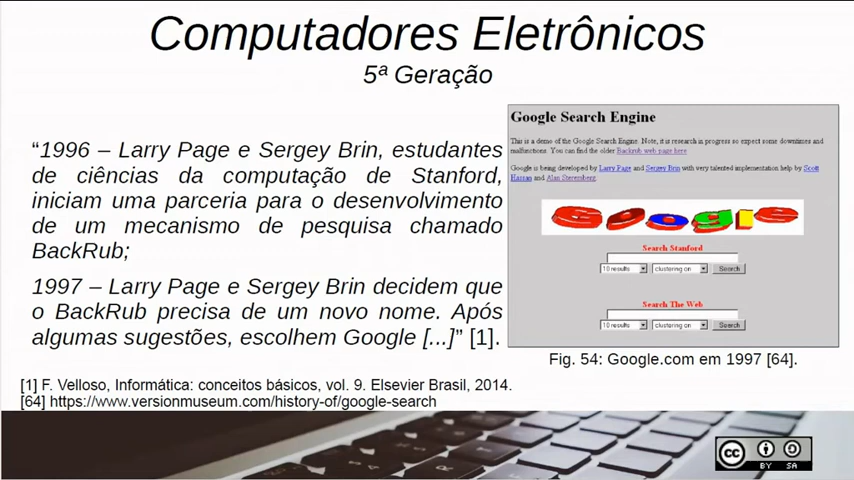 Computadores Eletrônicos
5ª Geração
“1996 – Larry Page e Sergey Brin, estudantes
de ciências da computação de Stanford,
iniciam uma parceria para o desenvolvimento
de um mecanismo de pesquisa chamado
BackRub;
1997 – Larry Page e Sergey Brin decidem que
o BackRub precisa de um novo nome. Após
algumas sugestões, escolhem Google [...]” [1].
Google Search Engine
This is a demo of the Google Search Engine. Note, it is research in progress so expect some downtimes and
malfunctions. You can find the older Backrub web page here
Google is being developed by Larry Page and Sergey Brin with very talented implementation help by Scott
Hassan and Alan Steremberg.
Google
Search Stanford
10 results clustering on Search
Search The Web
10 results clustering on Search
Fig. 54: Google.com em 1997 [64].
[1] F. Velloso, Informática: conceitos básicos, vol. 9. Elsevier Brasil, 2014.
[64] https://www.versionmuseum.com/history-of/google-search
cc BY SA